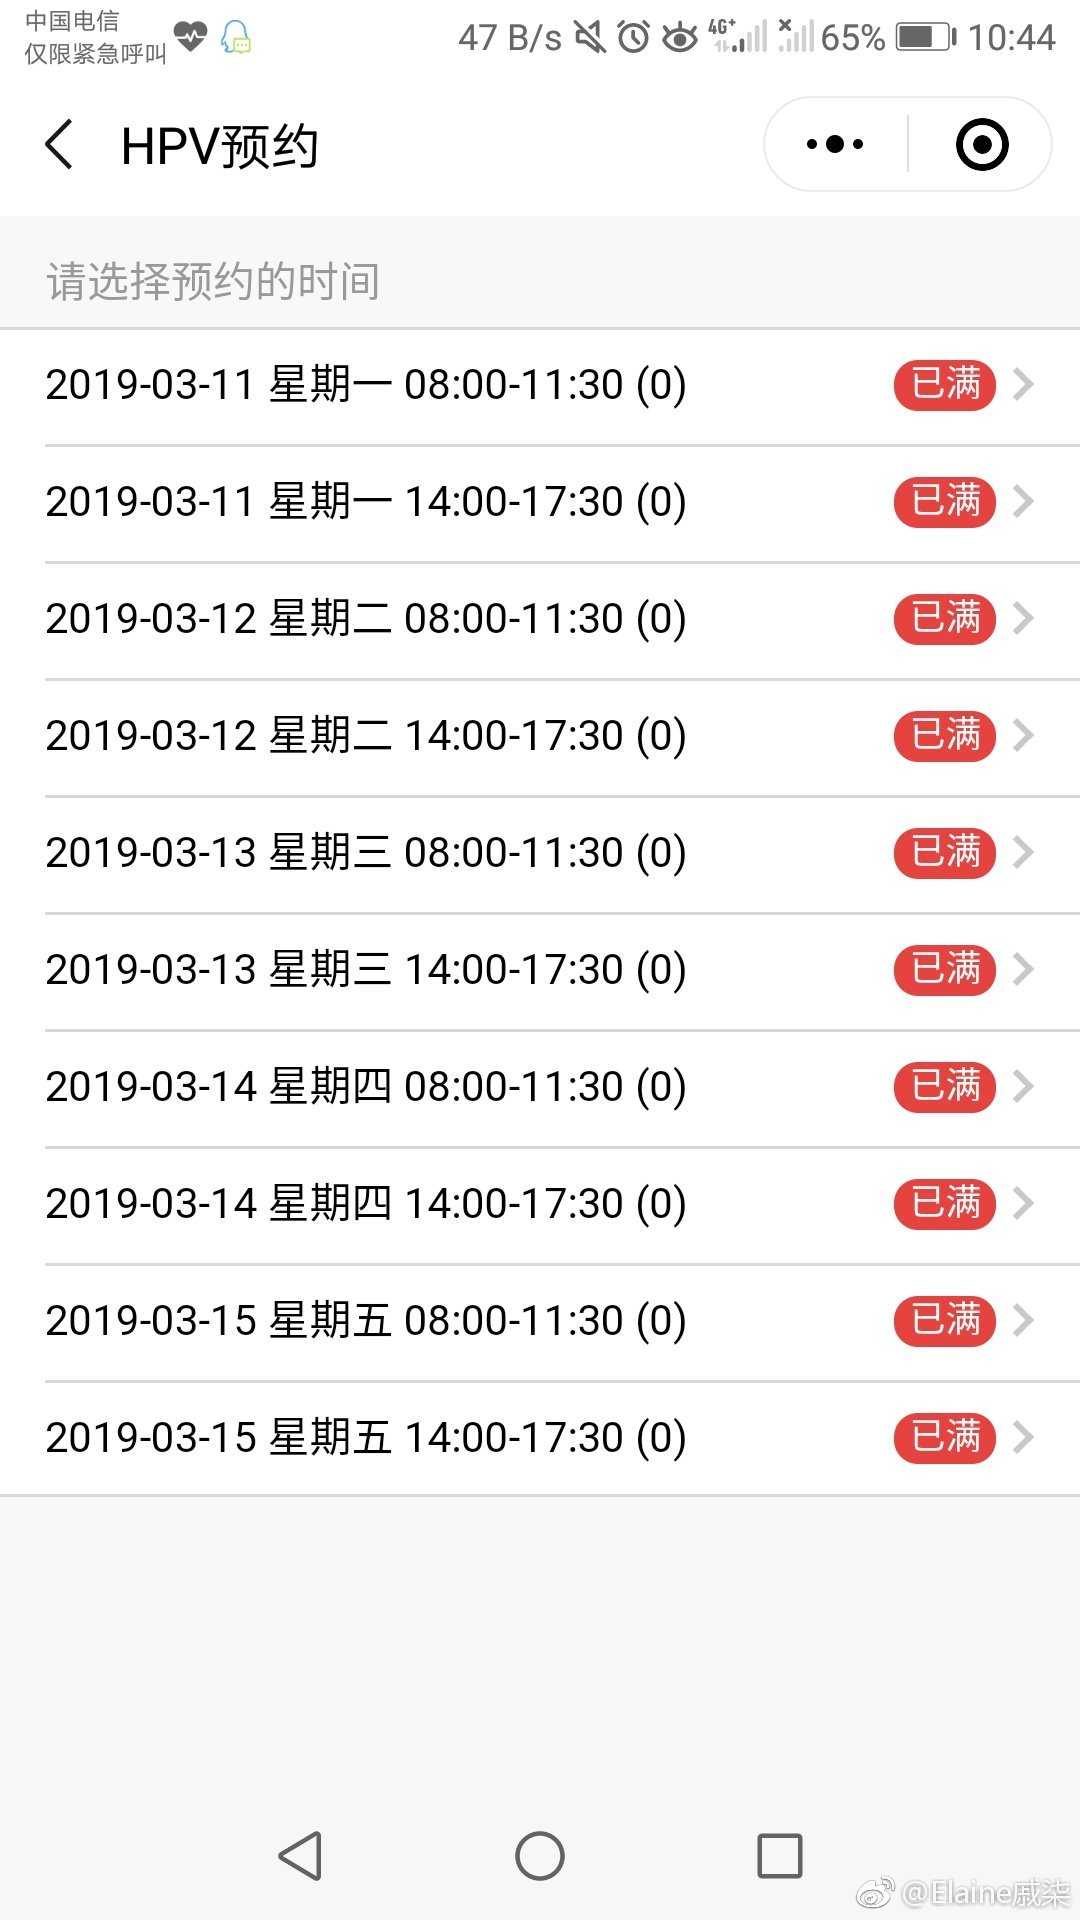 中国电信
仅限紧急呼叫
47 B/s
4G+
65%
10:44
HPV预约
请选择预约的时间
2019-03-11 星期一 08:00-11:30 (0) 已满
2019-03-11 星期一 14:00-17:30 (0) 已满
2019-03-12 星期二 08:00-11:30 (0) 已满
2019-03-12 星期二 14:00-17:30 (0) 已满
2019-03-13 星期三 08:00-11:30 (0) 已满
2019-03-13 星期三 14:00-17:30 (0) 已满
2019-03-14 星期四 08:00-11:30 (0) 已满
2019-03-14 星期四 14:00-17:30 (0) 已满
2019-03-15 星期五 08:00-11:30 (0) 已满
2019-03-15 星期五 14:00-17:30 (0) 已满
@Elaine戚柒